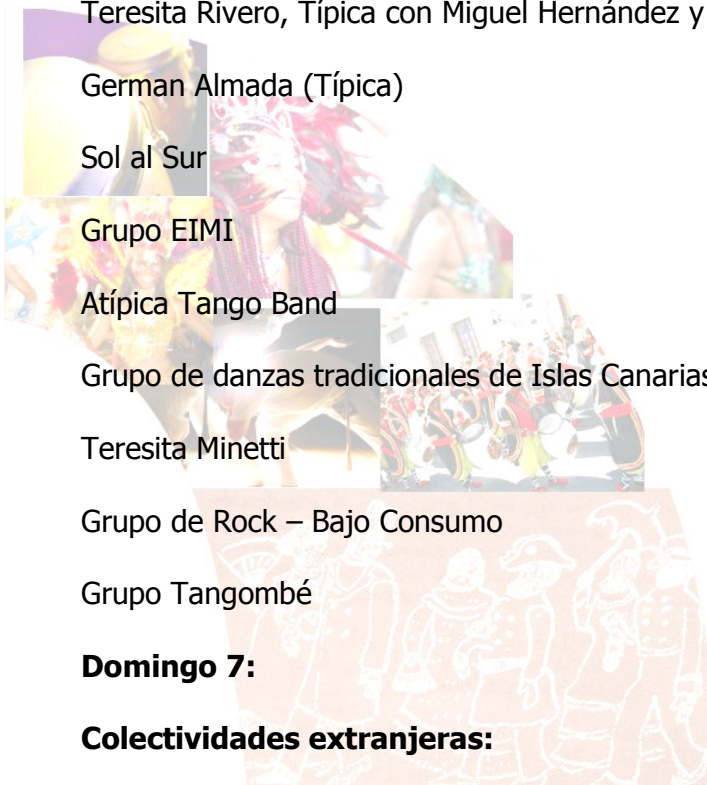 Teresita Rivero, Típica con Miguel Hernández y
German Almada (Típica)
Sol al Sur
Grupo EIMI
Atípica Tango Band
Grupo de danzas tradicionales de Islas Canarias
Teresita Minetti
Grupo de Rock – Bajo Consumo
Grupo Tangombé
Domingo 7:
Colectividades extranjeras: